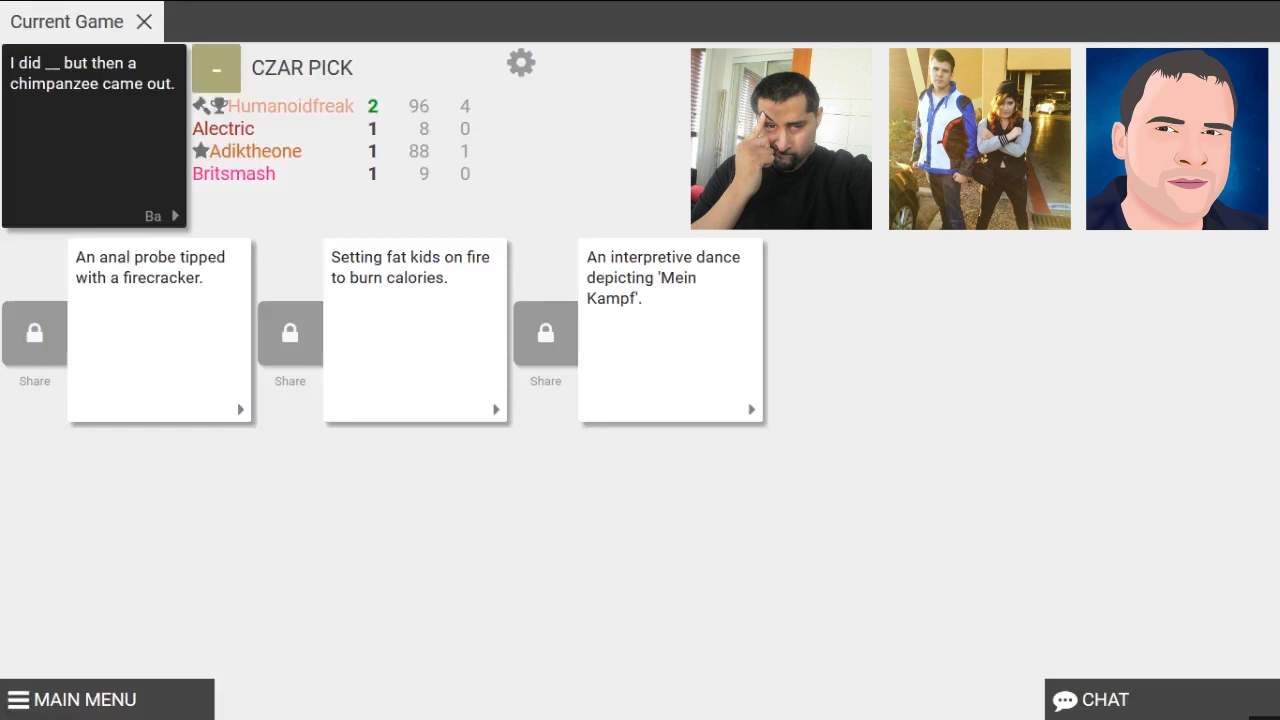 Current Game
I did __ but then a
chimpanzee came out.
Ba
-
CZAR PICK
Humanoidfreak 2 96 4
Alectric 1 8 0
Adiktheone 1 88 1
Britsmash 1 9 0
An anal probe tipped
with a firecracker.
Share
Setting fat kids on fire
to burn calories.
Share
An interpretive dance
depicting 'Mein
Kampf'.
Share
MAIN MENU
CHAT